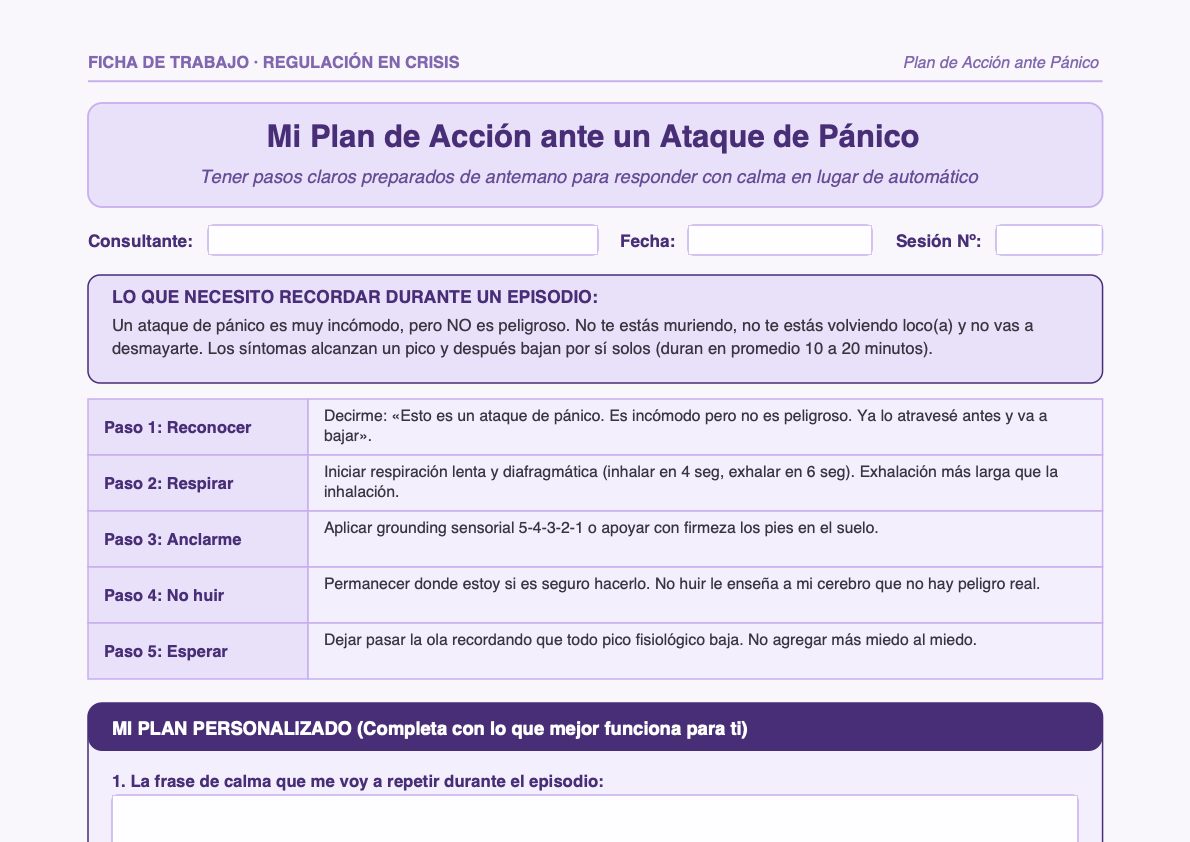 FICHA DE TRABAJO · REGULACIÓN EN CRISIS
Plan de Acción ante Pánico
Mi Plan de Acción ante un Ataque de Pánico
Tener pasos claros preparados de antemano para responder con calma en lugar de automático
Consultante:
Fecha:
Sesión Nº:
LO QUE NECESITO RECORDAR DURANTE UN EPISODIO:
Un ataque de pánico es muy incómodo, pero NO es peligroso. No te estás muriendo, no te estás volviendo loco(a) y no vas a
desmayarte. Los síntomas alcanzan un pico y después bajan por sí solos (duran en promedio 10 a 20 minutos).
Paso 1: Reconocer
Decirme: «Esto es un ataque de pánico. Es incómodo pero no es peligroso. Ya lo atravesé antes y va a
bajar».
Paso 2: Respirar
Iniciar respiración lenta y diafragmática (inhalar en 4 seg, exhalar en 6 seg). Exhalación más larga que la
inhalación.
Paso 3: Anclarme
Aplicar grounding sensorial 5-4-3-2-1 o apoyar con firmeza los pies en el suelo.
Paso 4: No huir
Permanecer donde estoy si es seguro hacerlo. No huir le enseña a mi cerebro que no hay peligro real.
Paso 5: Esperar
Dejar pasar la ola recordando que todo pico fisiológico baja. No agregar más miedo al miedo.
MI PLAN PERSONALIZADO (Completa con lo que mejor funciona para ti)
1. La frase de calma que me voy a repetir durante el episodio: